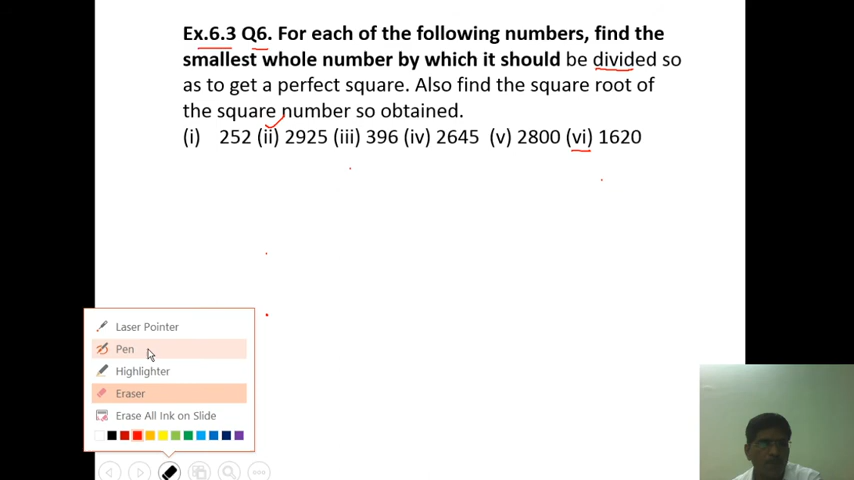 Ex.6.3 Q6. For each of the following numbers, find the
smallest whole number by which it should be divided so
as to get a perfect square. Also find the square root of
the square number so obtained.
(i) 252 (ii) 2925 (iii) 396 (iv) 2645 (v) 2800 (vi) 1620
Laser Pointer
Pen
Highlighter
Eraser
Erase All Ink on Slide